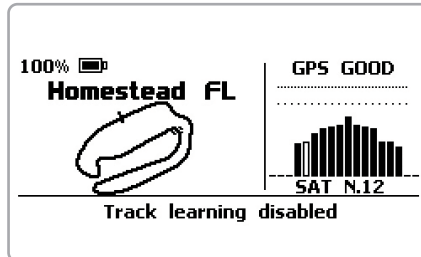 100%
Homestead FL
GPS GOOD
SAT N.12
Track learning disabled